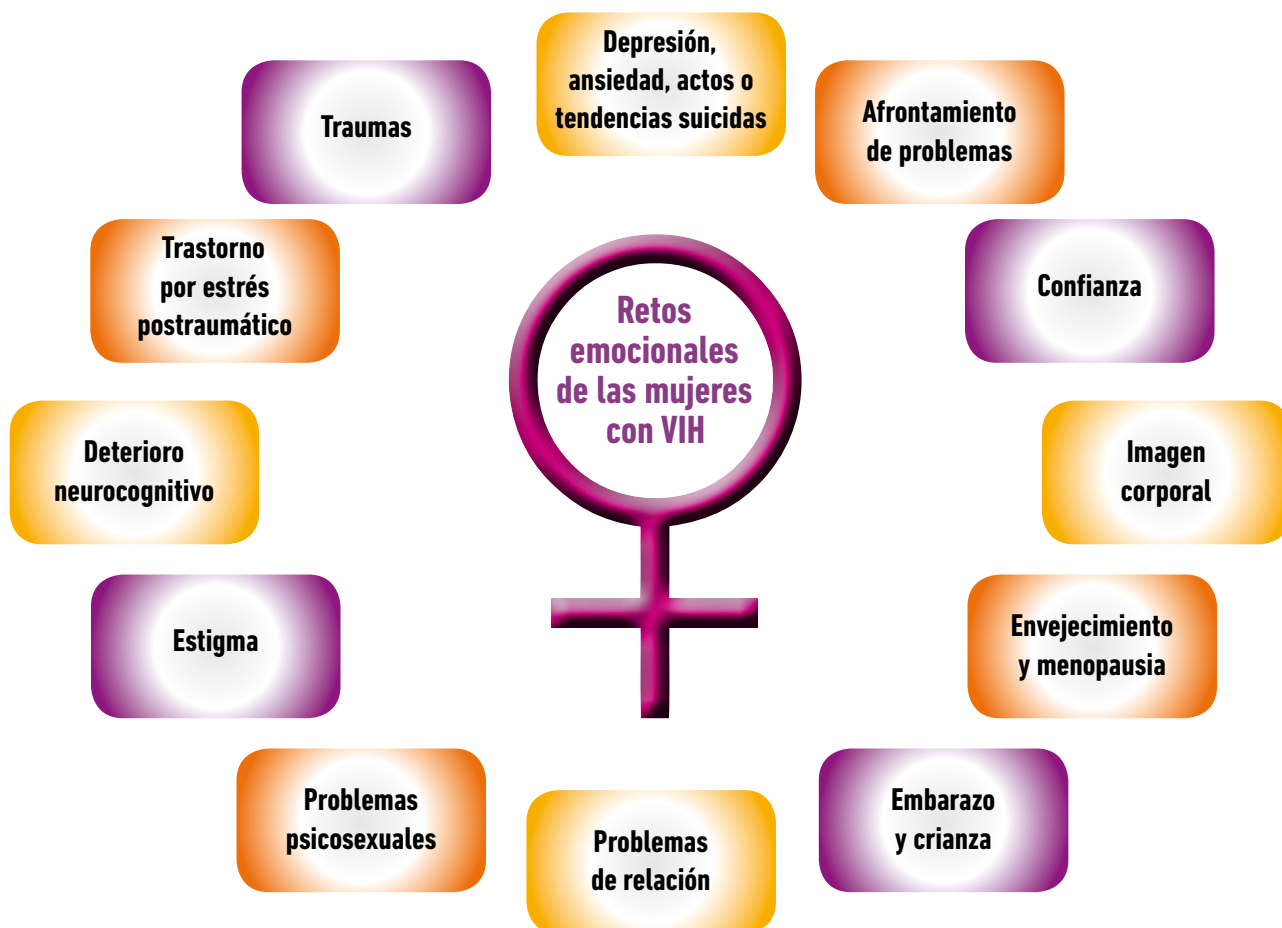 Depresión,
ansiedad, actos o
tendencias suicidas
Afrontamiento
de problemas
Confianza
Imagen
corporal
Envejecimiento
y menopausia
Embarazo
y crianza
Problemas
de relación
Problemas
psicosexuales
Estigma
Deterioro
neurocognitivo
Trastorno
por estrés
postraumático
Traumas
Retos
emocionales
de las mujeres
con VIH